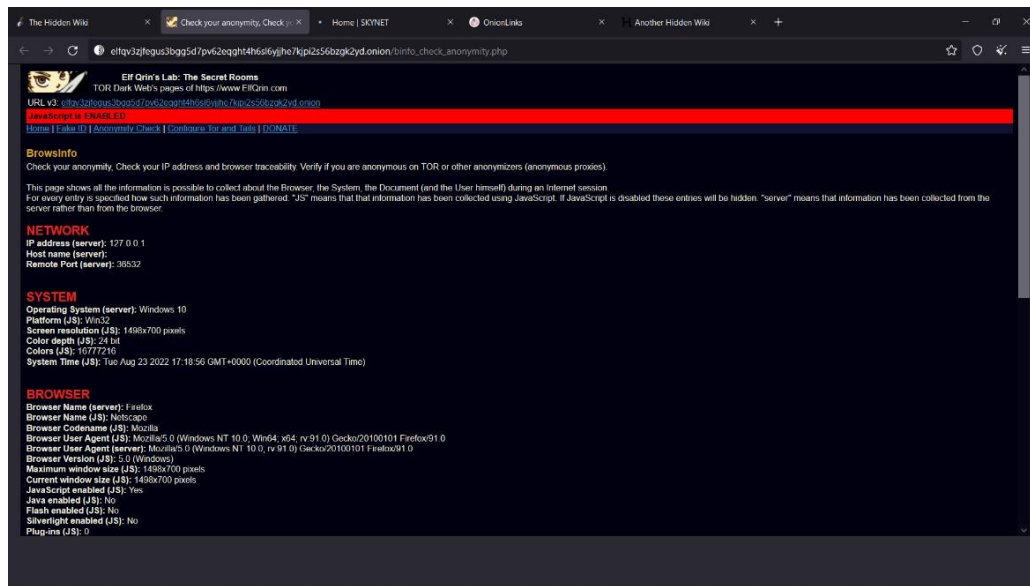 The Hidden Wiki
Check your anonymity, Check yo
Home | SKYNET
OnionLinks
Another Hidden Wiki
elfqv3zjfegus3bgg5d7pv62eqght4h6sl6yjjhe7kjpi2s56bzgk2yd.onion/binfo_check_anonymity.php
Elf Qrin's Lab: The Secret Rooms
TOR Dark Web's pages of https://www.ElfQrin.com
URL v3: elfqv3zjfegus3bgg5d7pv62eqght4h6sl6yjjhe7kjpi2s56bzgk2yd.onion
JavaScript is ENABLED
Home | Fake ID | Anonymity Check | Configure Tor and Tails | DONATE
BrowsInfo
Check your anonymity, Check your IP address and browser traceability. Verify if you are anonymous on TOR or other anonymizers (anonymous proxies).
This page shows all the information is possible to collect about the Browser, the System, the Document (and the User himself) during an Internet session
For every entry is specified how such information has been gathered. "JS" means that that information has been collected using JavaScript. If JavaScript is disabled these entries will be hidden. "server" means that information has been collected from the
server rather than from the browser.
NETWORK
IP address (server): 127.0.0.1
Host name (server):
Remote Port (server): 36532
SYSTEM
Operating System (server): Windows 10
Platform (JS): Win32
Screen resolution (JS): 1498x700 pixels
Color depth (JS): 24 bit
Colors (JS): 16777216
System Time (JS): Tue Aug 23 2022 17:18:56 GMT+0000 (Coordinated Universal Time)
BROWSER
Browser Name (server): Firefox
Browser Name (JS): Netscape
Browser Codename (JS): Mozilla
Browser User Agent (JS): Mozilla/5.0 (Windows NT 10.0; Win64; x64; rv:91.0) Gecko/20100101 Firefox/91.0
Browser User Agent (server): Mozilla/5.0 (Windows NT 10.0; rv:91.0) Gecko/20100101 Firefox/91.0
Browser Version (JS): 5.0 (Windows)
Maximum window size (JS): 1498x700 pixels
Current window size (JS): 1498x700 pixels
JavaScript enabled (JS): Yes
Java enabled (JS): No
Flash enabled (JS): No
Silverlight enabled (JS): No
Plug-ins (JS): 0